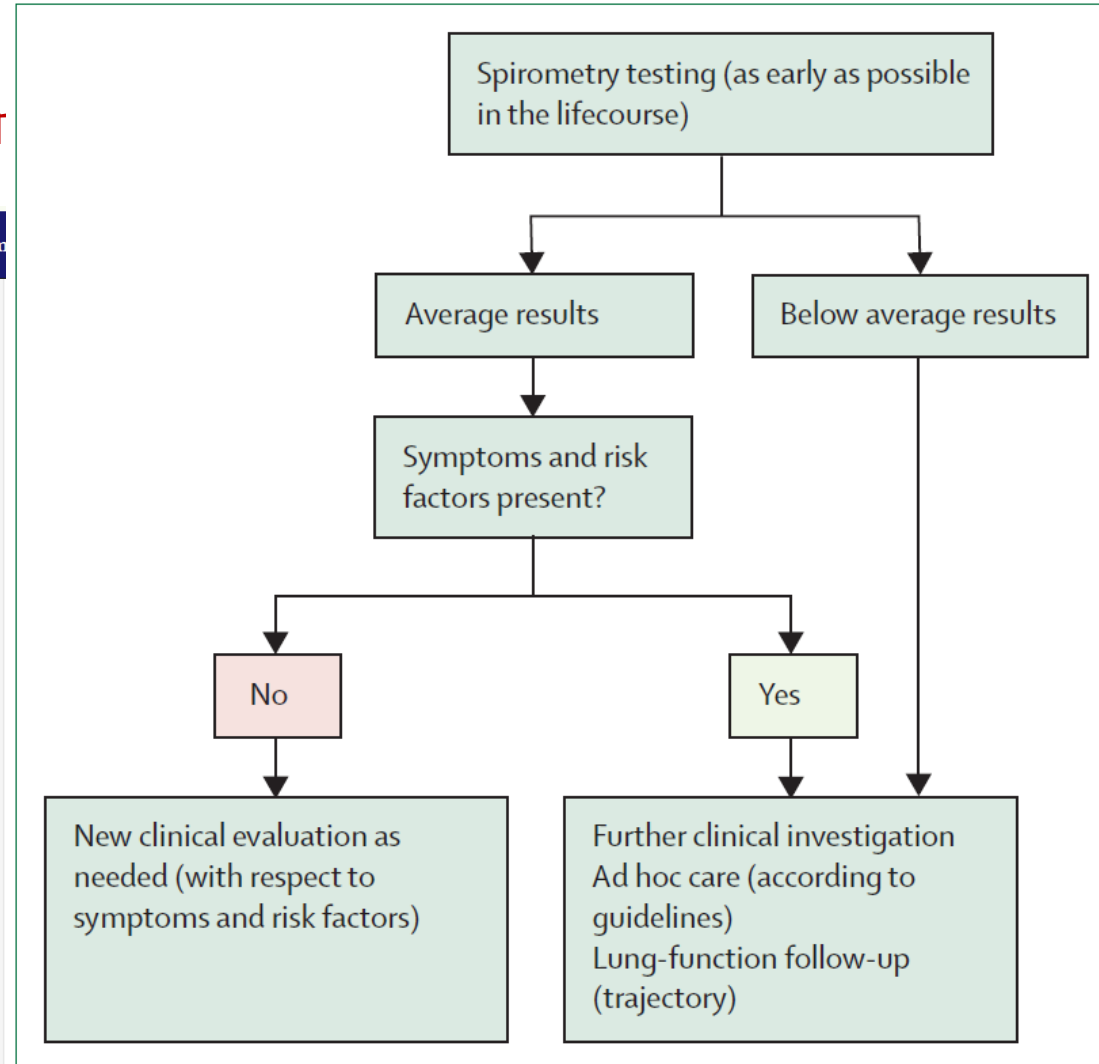 Spirometry testing (as early as possible
in the lifecourse)
Average results
Below average results
Symptoms and risk
factors present?
No
Yes
New clinical evaluation as
needed (with respect to
symptoms and risk factors)
Further clinical investigation
Ad hoc care (according to
guidelines)
Lung-function follow-up
(trajectory)